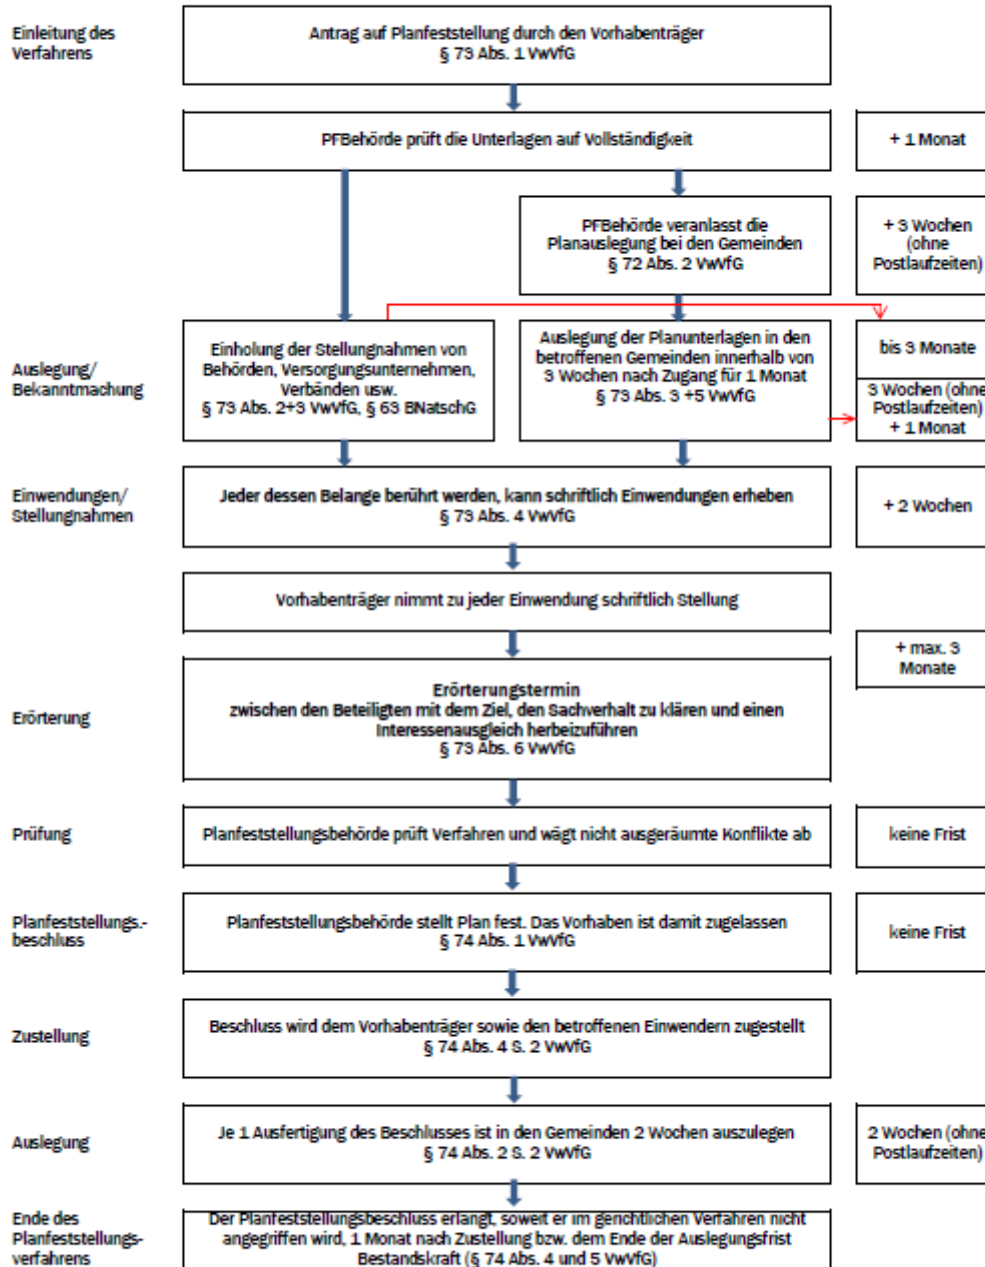 Einleitung des
Verfahrens
Antrag auf Planfeststellung durch den Vorhabenträger
§ 73 Abs. 1 VwVfG
PFBehörde prüft die Unterlagen auf Vollständigkeit
+ 1 Monat
PFBehörde veranlasst die
Planauslegung bei den Gemeinden
§ 72 Abs. 2 VwVfG
+ 3 Wochen
(ohne
Postlaufzeiten)
Auslegung/
Bekanntmachung
Einholung der Stellungnahmen von
Behörden, Versorgungsunternehmen,
Verbänden usw.
§ 73 Abs. 2+3 VwVfG, § 63 BNatschG
Auslegung der Planunterlagen in den
betroffenen Gemeinden innerhalb von
3 Wochen nach Zugang für 1 Monat
§ 73 Abs. 3 +5 VwVfG
bis 3 Monate
3 Wochen (ohne
Postlaufzeiten)
+ 1 Monat
Einwendungen/
Stellungnahmen
Jeder dessen Belange berührt werden, kann schriftlich Einwendungen erheben
§ 73 Abs. 4 VwVfG
+ 2 Wochen
Vorhabenträger nimmt zu jeder Einwendung schriftlich Stellung
+ max. 3
Monate
Erörterung
Erörterungstermin
zwischen den Beteiligten mit dem Ziel, den Sachverhalt zu klären und einen
Interessenausgleich herbeizuführen
§ 73 Abs. 6 VwVfG
Prüfung
Planfeststellungsbehörde prüft Verfahren und wägt nicht ausgeräumte Konflikte ab
keine Frist
Planfeststellungs.-
beschluss
Planfeststellungsbehörde stellt Plan fest. Das Vorhaben ist damit zugelassen
§ 74 Abs. 1 VwVfG
keine Frist
Zustellung
Beschluss wird dem Vorhabenträger sowie den betroffenen Einwendern zugestellt
§ 74 Abs. 4 S. 2 VwVfG
Auslegung
Je 1 Ausfertigung des Beschlusses ist in den Gemeinden 2 Wochen auszulegen
§ 74 Abs. 2 S. 2 VwVfG
2 Wochen (ohne
Postlaufzeiten)
Ende des
Planfeststellungs-
verfahrens
Der Planfeststellungsbeschluss erlangt, soweit er im gerichtlichen Verfahren nicht
angegriffen wird, 1 Monat nach Zustellung bzw. dem Ende der Auslegungsfrist
Bestandskraft (§ 74 Abs. 4 und 5 VwVfG)